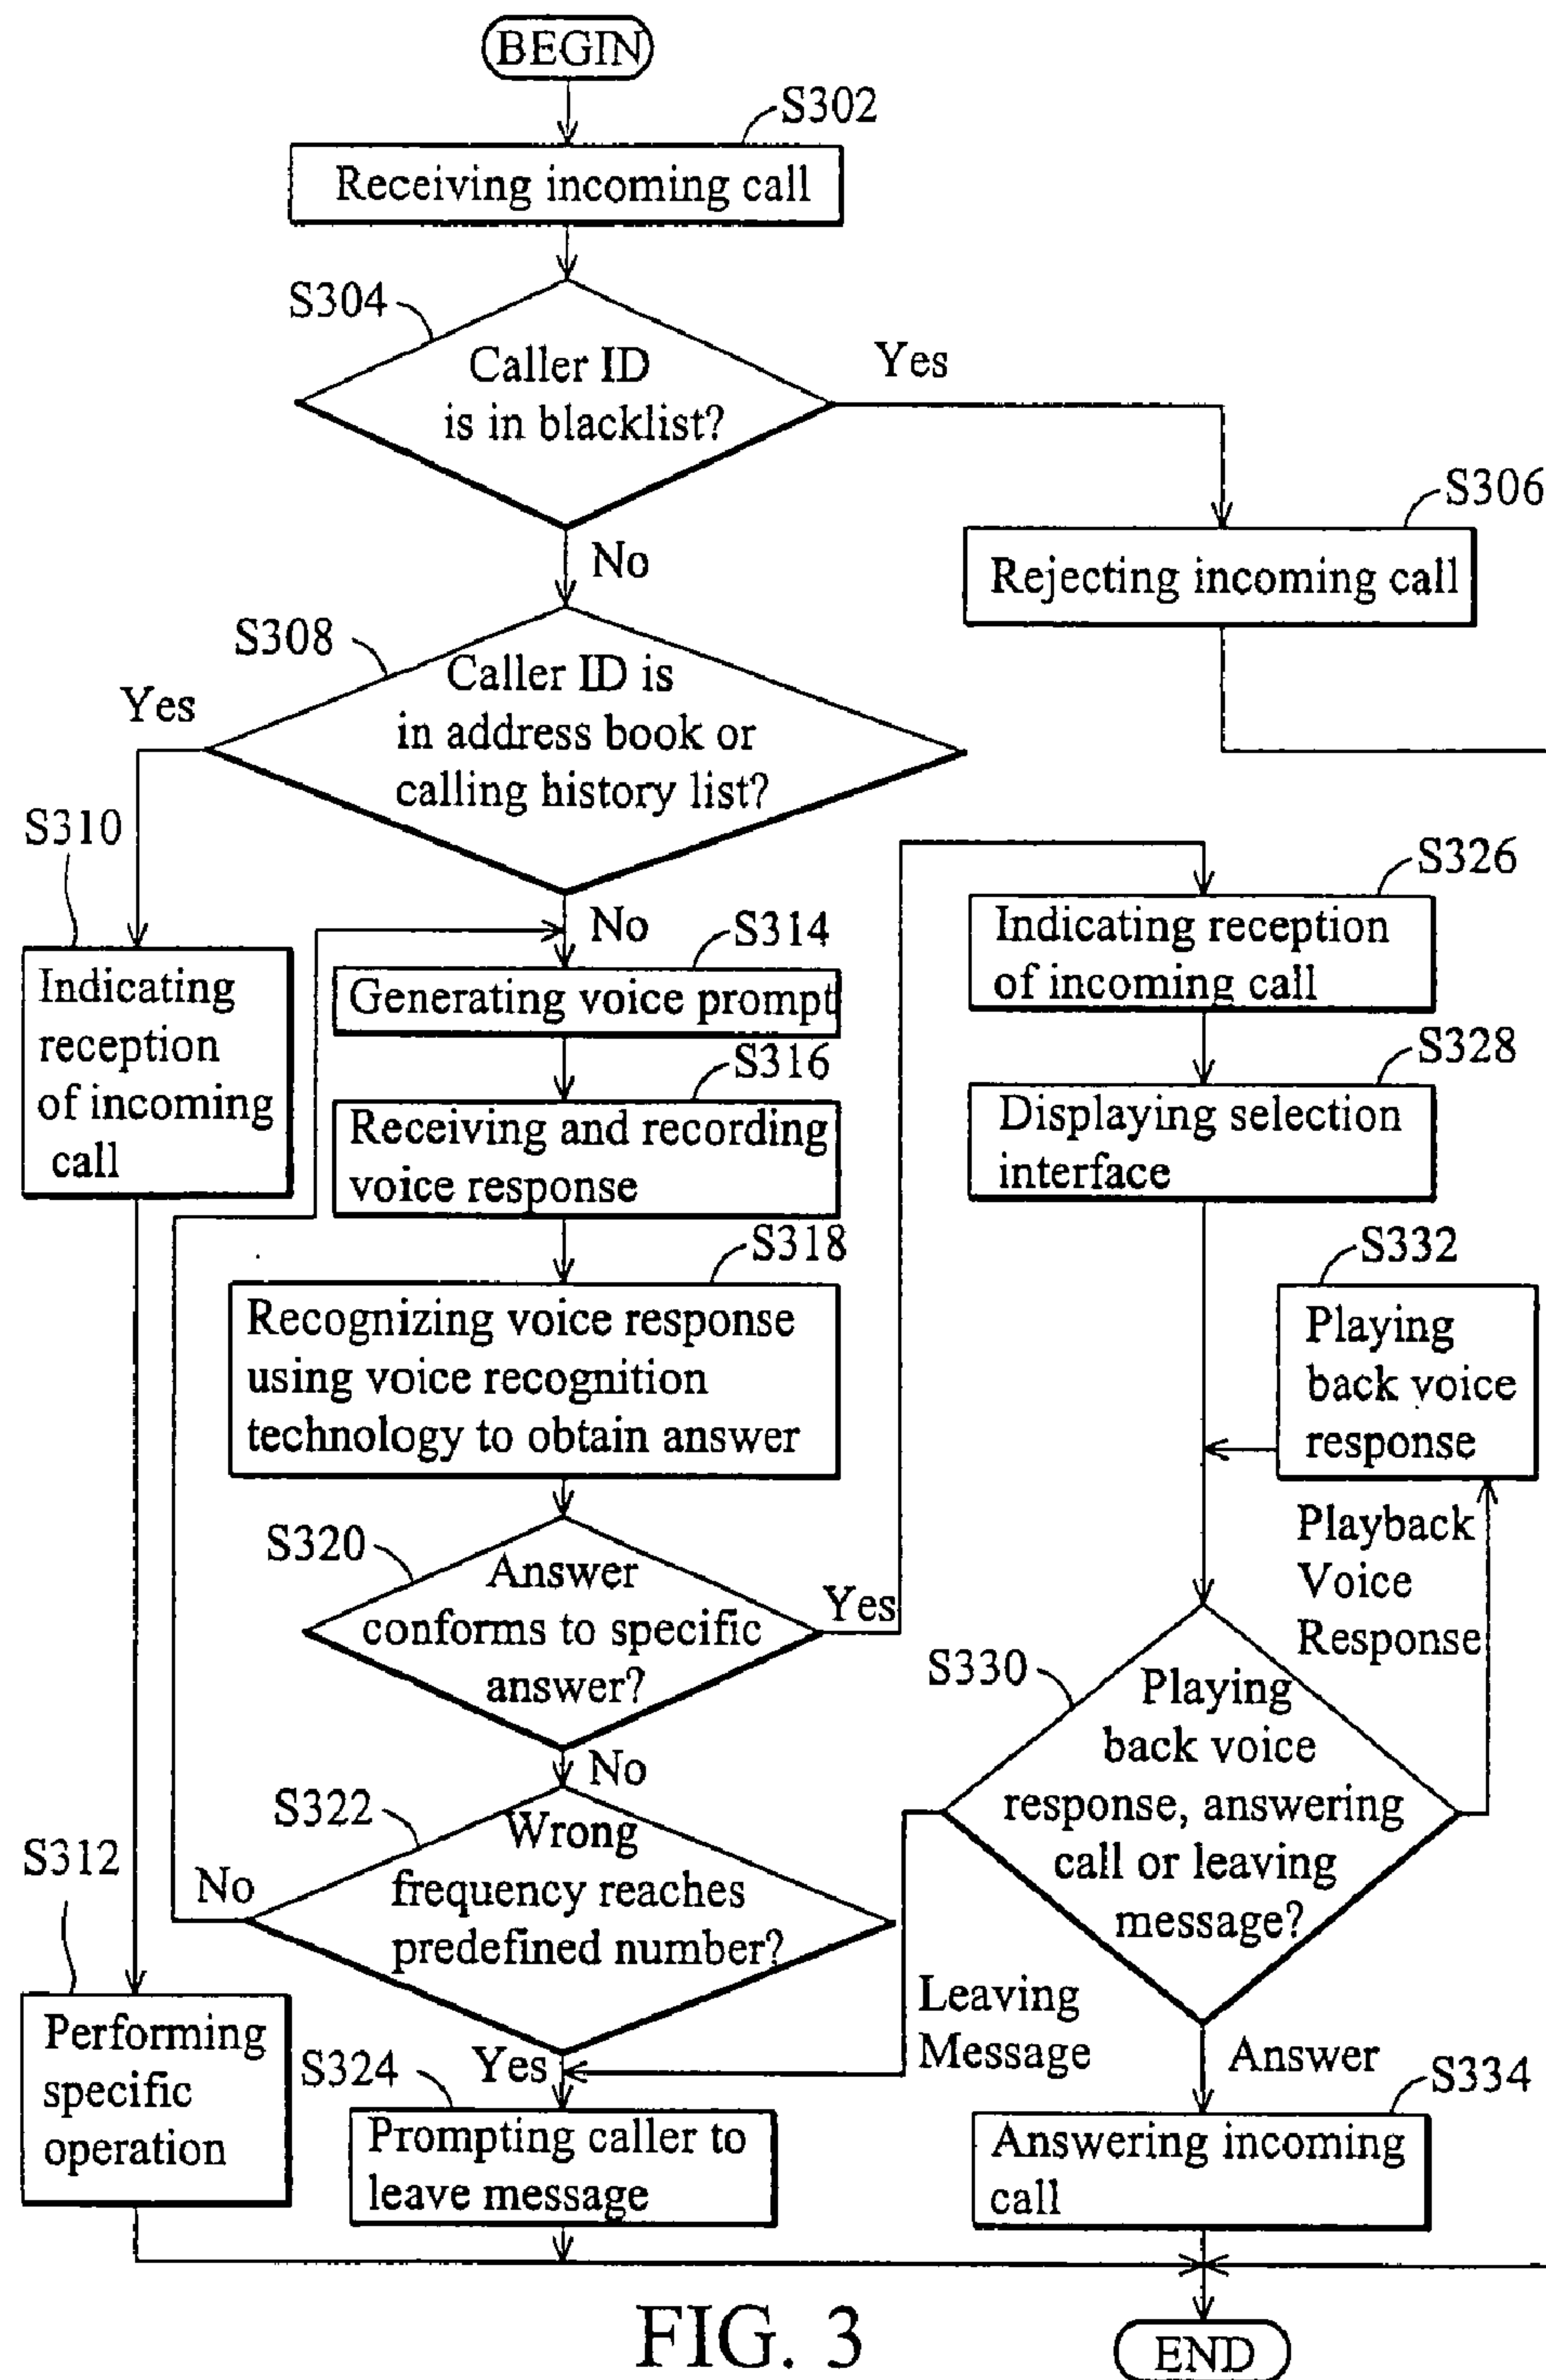 BEGIN
S302
Receiving incoming call
S304
Caller ID
is in blacklist?
Yes
No
S306
Rejecting incoming call
S308
Caller ID is
in address book or
calling history list?
Yes
No
S310
Indicating
reception
of incoming
call
S312
Performing
specific
operation
S314
Generating voice prompt
S316
Receiving and recording
voice response
S318
Recognizing voice response
using voice recognition
technology to obtain answer
S320
Answer
conforms to specific
answer?
Yes
No
S322
Wrong
frequency reaches
predefined number?
No
Yes
S324
Prompting caller to
leave message
S326
Indicating reception
of incoming call
S328
Displaying selection
interface
S332
Playing
back voice
response
Playback
Voice
Response
S330
Playing
back voice
response, answering
call or leaving
message?
Leaving
Message
Answer
S334
Answering incoming
call
END
FIG. 3